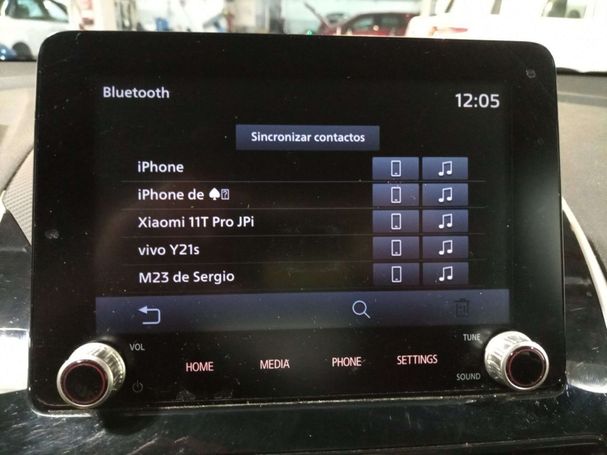 Bluetooth
12:05
Sincronizar contactos
iPhone
iPhone de ♠⍰
Xiaomi 11T Pro JPi
vivo Y21s
M23 de Sergio
VOL
TUNE
HOME
MEDIA
PHONE
SETTINGS
SOUND